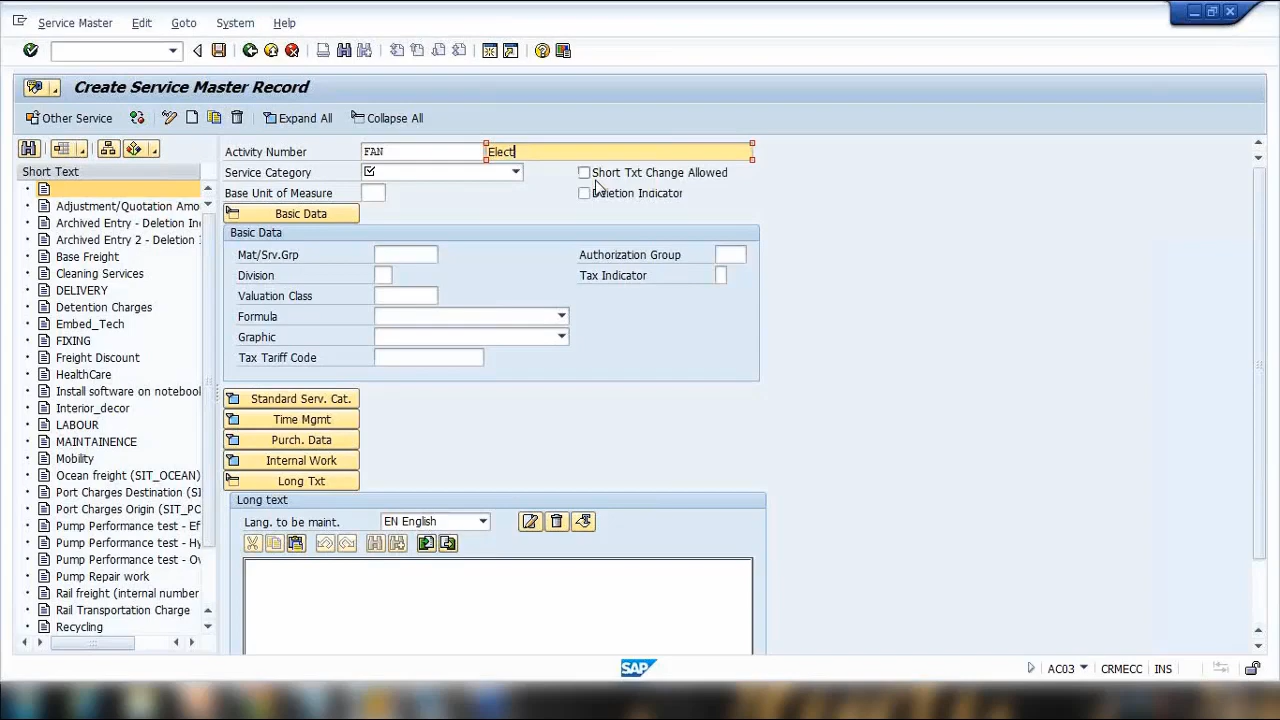 Service Master Edit Goto System Help
Create Service Master Record
Other Service Expand All Collapse All
Short Text
Adjustment/Quotation Amo
Archived Entry - Deletion In
Archived Entry 2 - Deletion I
Base Freight
Cleaning Services
DELIVERY
Detention Charges
Embed_Tech
FIXING
Freight Discount
HealthCare
Install software on notebook
Interior_decor
LABOUR
MAINTAINENCE
Mobility
Ocean freight (SIT_OCEAN)
Port Charges Destination (SI
Port Charges Origin (SIT_PC
Pump Performance test - Ef
Pump Performance test - Hy
Pump Performance test - Ov
Pump Repair work
Rail freight (internal number
Rail Transportation Charge
Recycling
Activity Number FAN Elect
Service Category Short Txt Change Allowed
Base Unit of Measure Deletion Indicator
Basic Data
Basic Data
Mat/Srv.Grp Authorization Group
Division Tax Indicator
Valuation Class
Formula
Graphic
Tax Tariff Code
Standard Serv. Cat.
Time Mgmt
Purch. Data
Internal Work
Long Txt
Long text
Lang. to be maint. EN English
SAP AC03 CRMECC INS